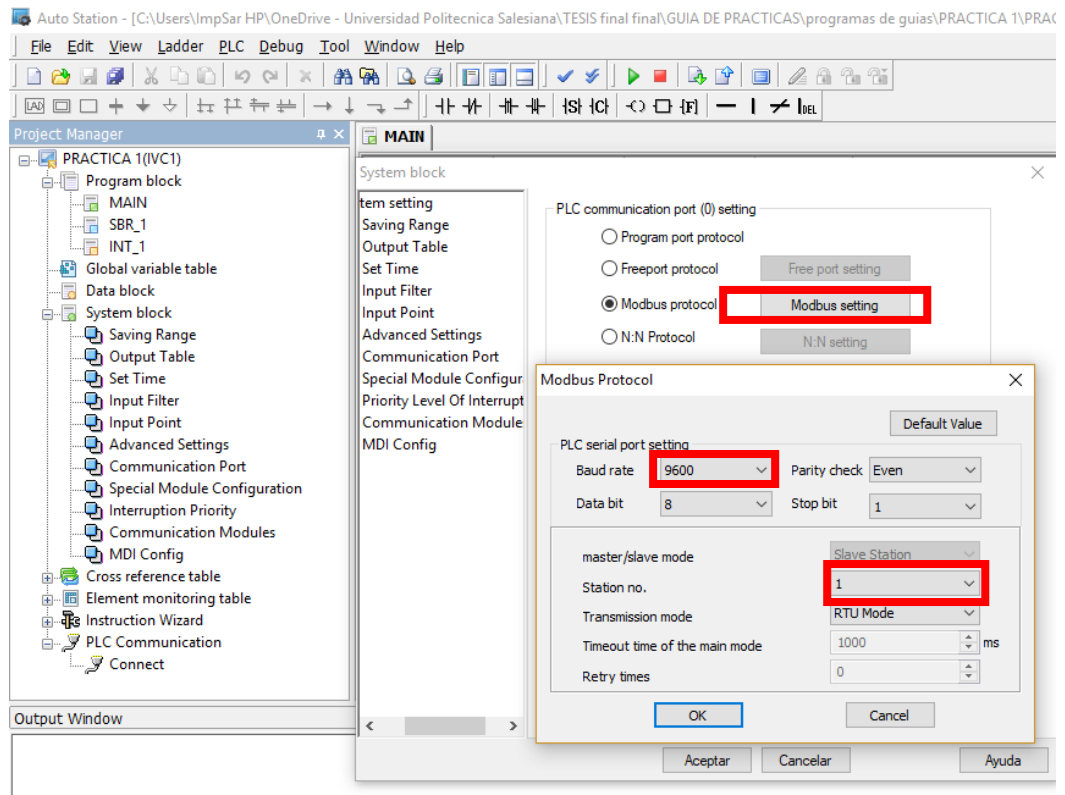 Auto Station - [C:\Users\ImpSar HP\OneDrive - Universidad Politecnica Salesiana\TESIS final final\GUIA DE PRACTICAS\programas de guias\PRACTICA 1\PRAC
File Edit View Ladder PLC Debug Tool Window Help
LAD {S} {C} {F} DEL
Project Manager
PRACTICA 1(IVC1)
Program block
MAIN
SBR_1
INT_1
Global variable table
Data block
System block
Saving Range
Output Table
Set Time
Input Filter
Input Point
Advanced Settings
Communication Port
Special Module Configuration
Interruption Priority
Communication Modules
MDI Config
Cross reference table
Element monitoring table
Instruction Wizard
PLC Communication
Connect
Output Window
MAIN
System block
tem setting
Saving Range
Output Table
Set Time
Input Filter
Input Point
Advanced Settings
Communication Port
Special Module Configur
Priority Level Of Interrupt
Communication Module
MDI Config
PLC communication port (0) setting
Program port protocol
Freeport protocol Free port setting
Modbus protocol Modbus setting
N:N Protocol N:N setting
Modbus Protocol
Default Value
PLC serial port setting
Baud rate 9600 Parity check Even
Data bit 8 Stop bit 1
master/slave mode Slave Station
Station no. 1
Transmission mode RTU Mode
Timeout time of the main mode 1000 ms
Retry times 0
OK Cancel
Aceptar Cancelar Ayuda